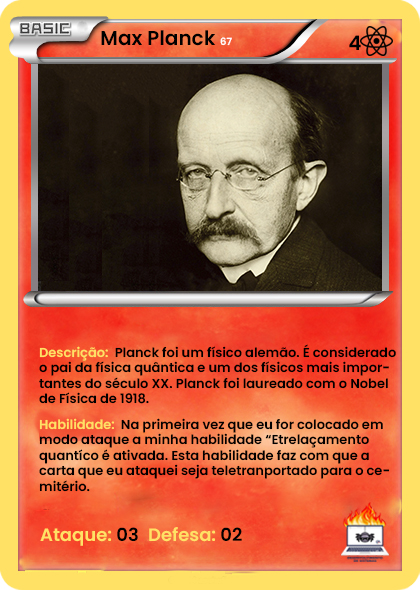 BASIC
Max Planck 67
4
Descrição: Planck foi um físico alemão. É considerado
o pai da física quântica e um dos físicos mais impor-
tantes do século XX. Planck foi laureado com o Nobel
de Física de 1918.
Habilidade: Na primeira vez que eu for colocado em
modo ataque a minha habilidade “Etrelaçamento
quantíco é ativada. Esta habilidade faz com que a
carta que eu ataquei seja teletranportado para o ce-
mitério.
Ataque: 03 Defesa: 02